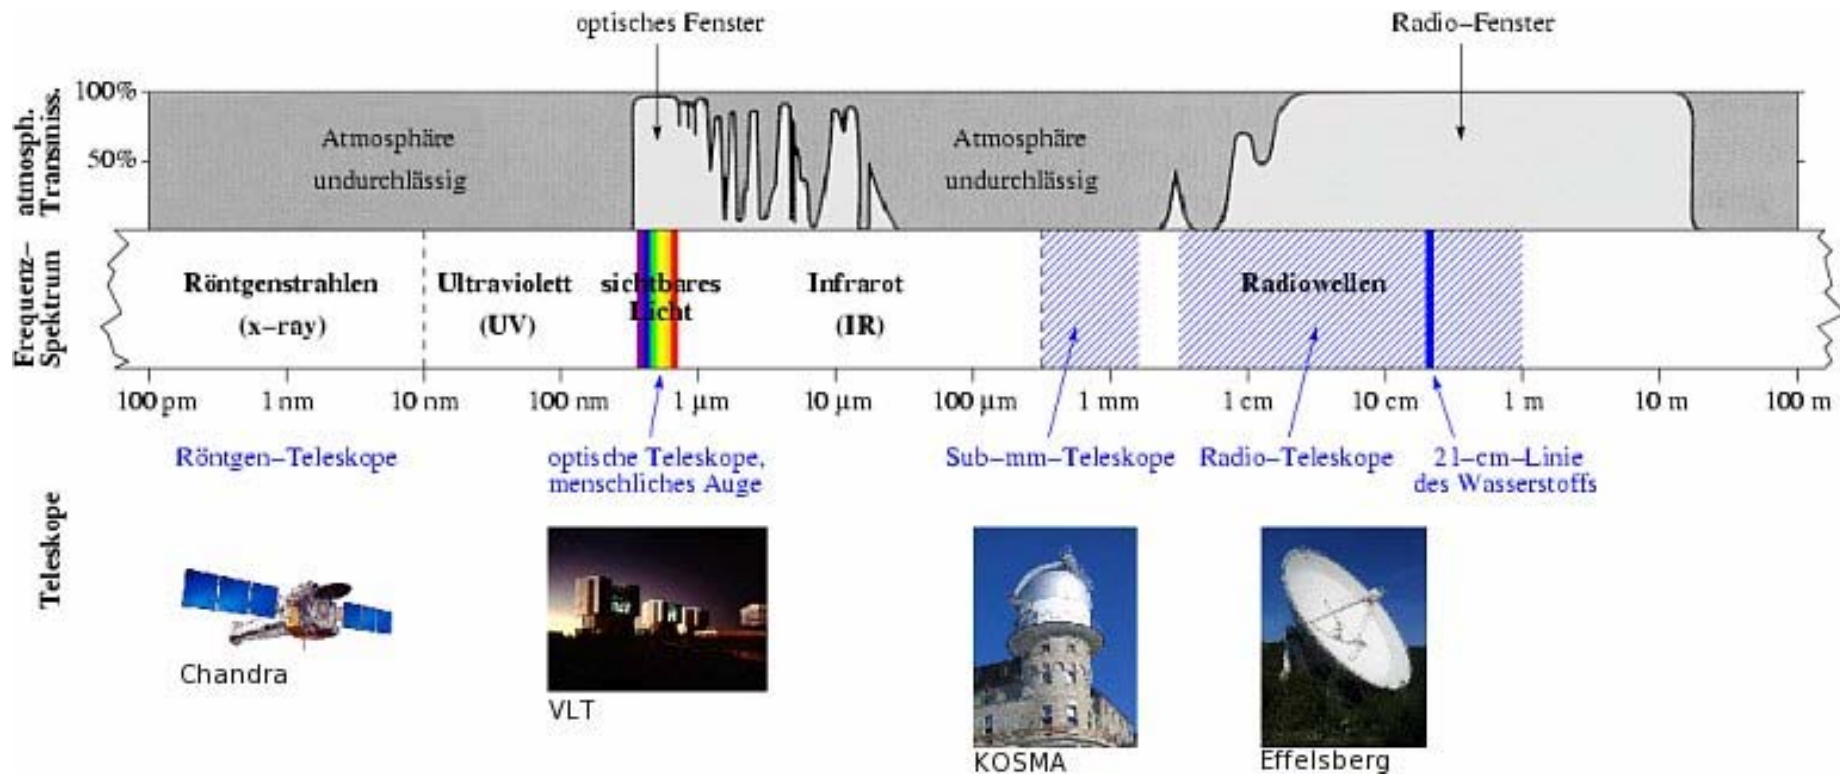 optisches Fenster
Radio–Fenster
atmosph.
Transmiss.
100%
50%
Atmosphäre
undurchlässig
Atmosphäre
undurchlässig
Frequenz–
Spektrum
Röntgenstrahlen
(x–ray)
Ultraviolett
(UV)
sichtbares
Licht
Infrarot
(IR)
Radiowellen
100 pm
1 nm
10 nm
100 nm
1 µm
10 µm
100 µm
1 mm
1 cm
10 cm
1 m
10 m
100 m
Teleskope
Röntgen–Teleskope
optische Teleskope,
menschliches Auge
Sub–mm–Teleskope
Radio–Teleskope
21–cm–Linie
des Wasserstoffs
Chandra
VLT
KOSMA
Effelsberg